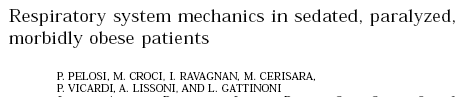 Respiratory system mechanics in sedated, paralyzed,
morbidly obese patients
P. PELOSI, M. CROCI, I. RAVAGNAN, M. CERISARA,
P. VICARDI, A. LISSONI, AND L. GATTINONI